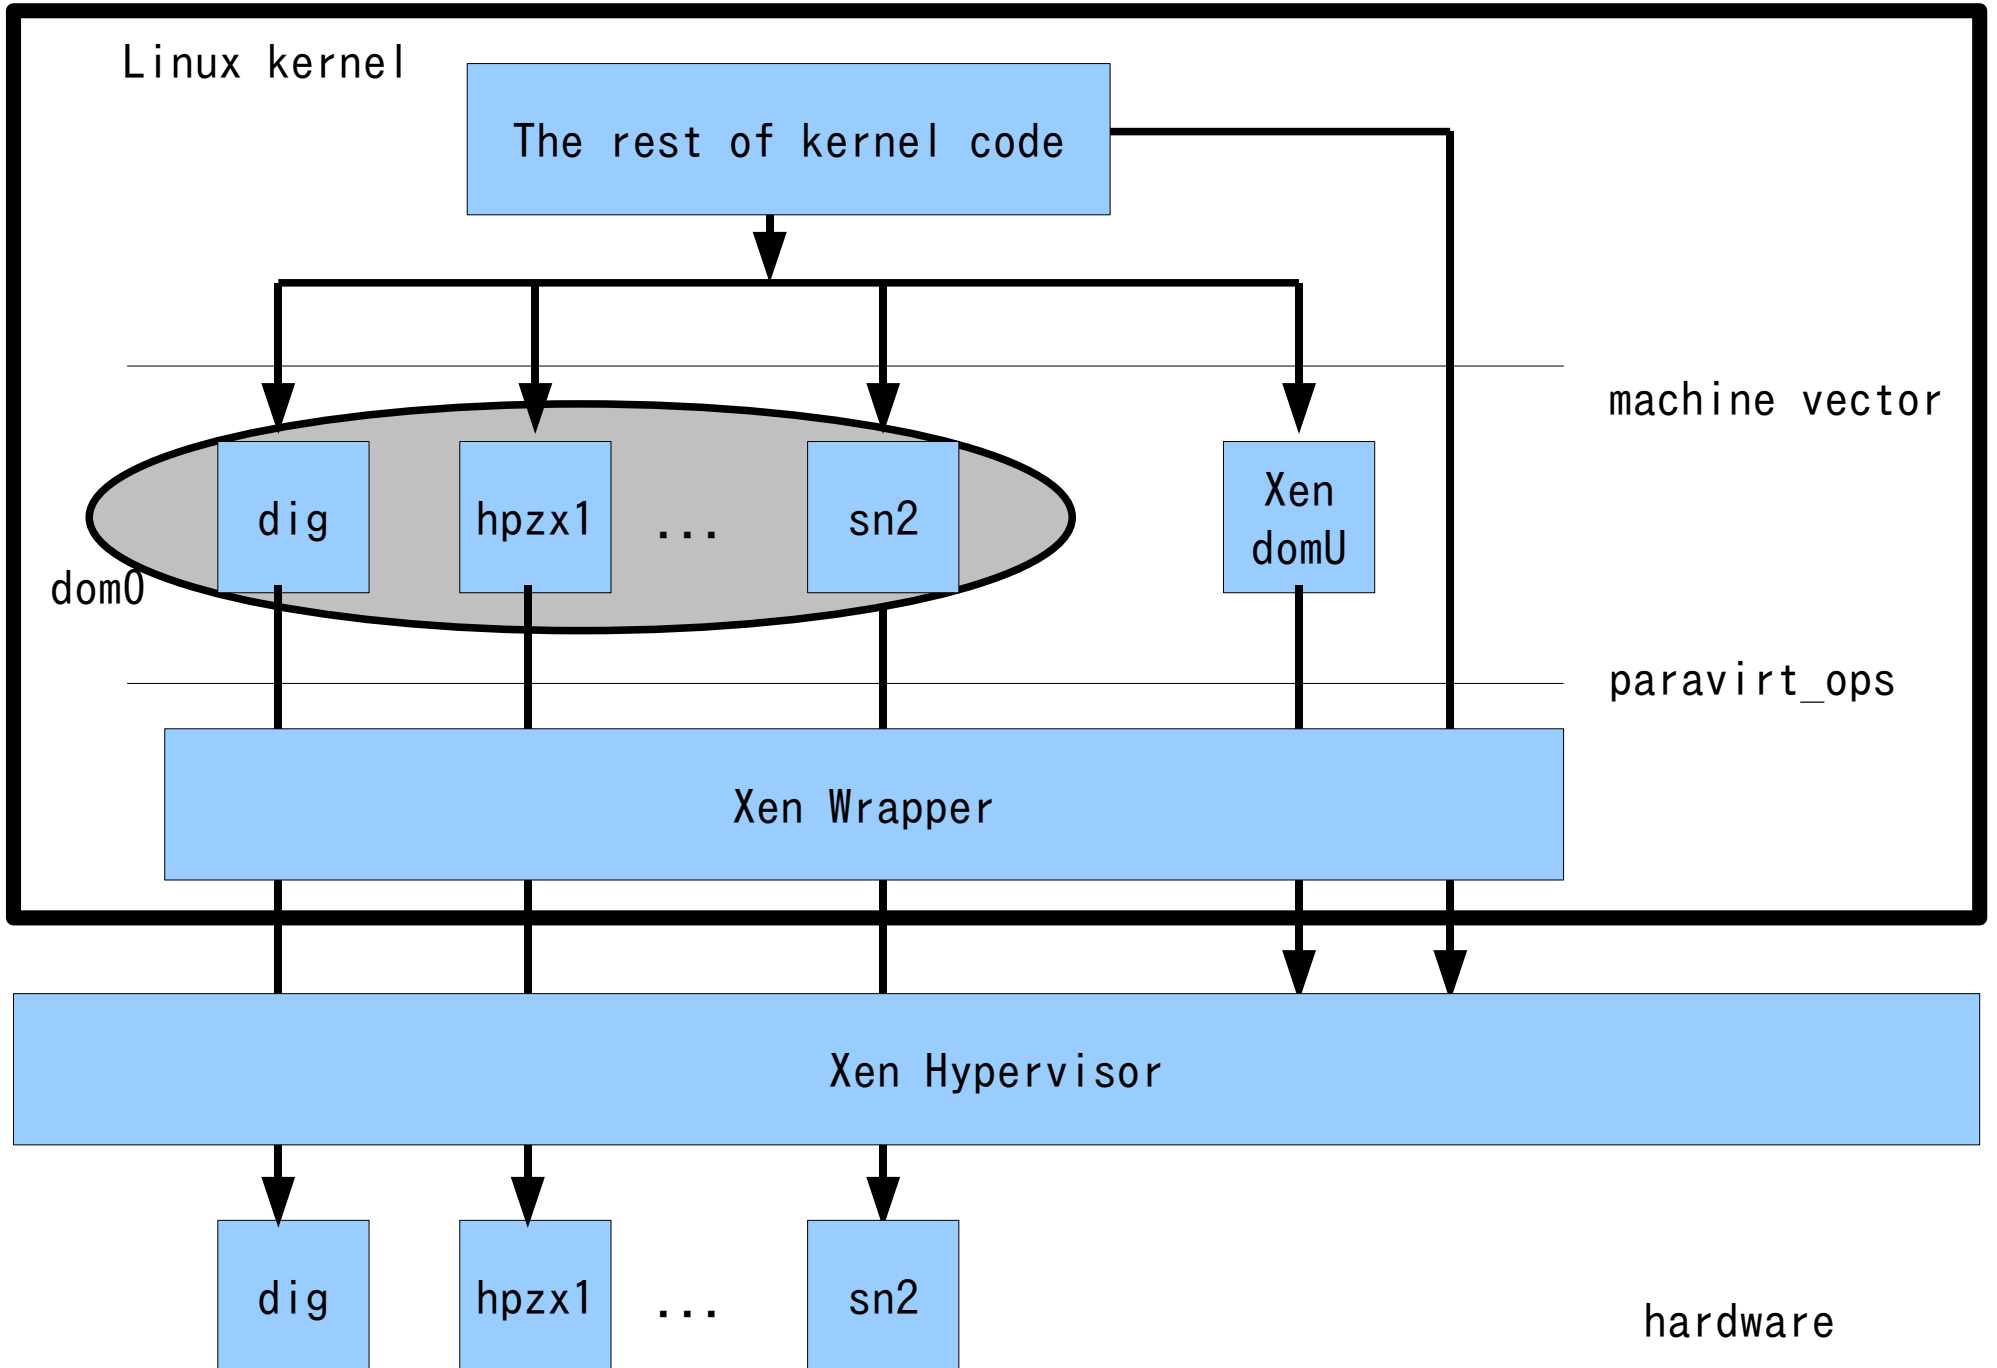 Linux kernel
The rest of kernel code
machine vector
dig
hpzx1
...
sn2
Xen
domU
dom0
paravirt_ops
Xen Wrapper
Xen Hypervisor
dig
hpzx1
...
sn2
hardware